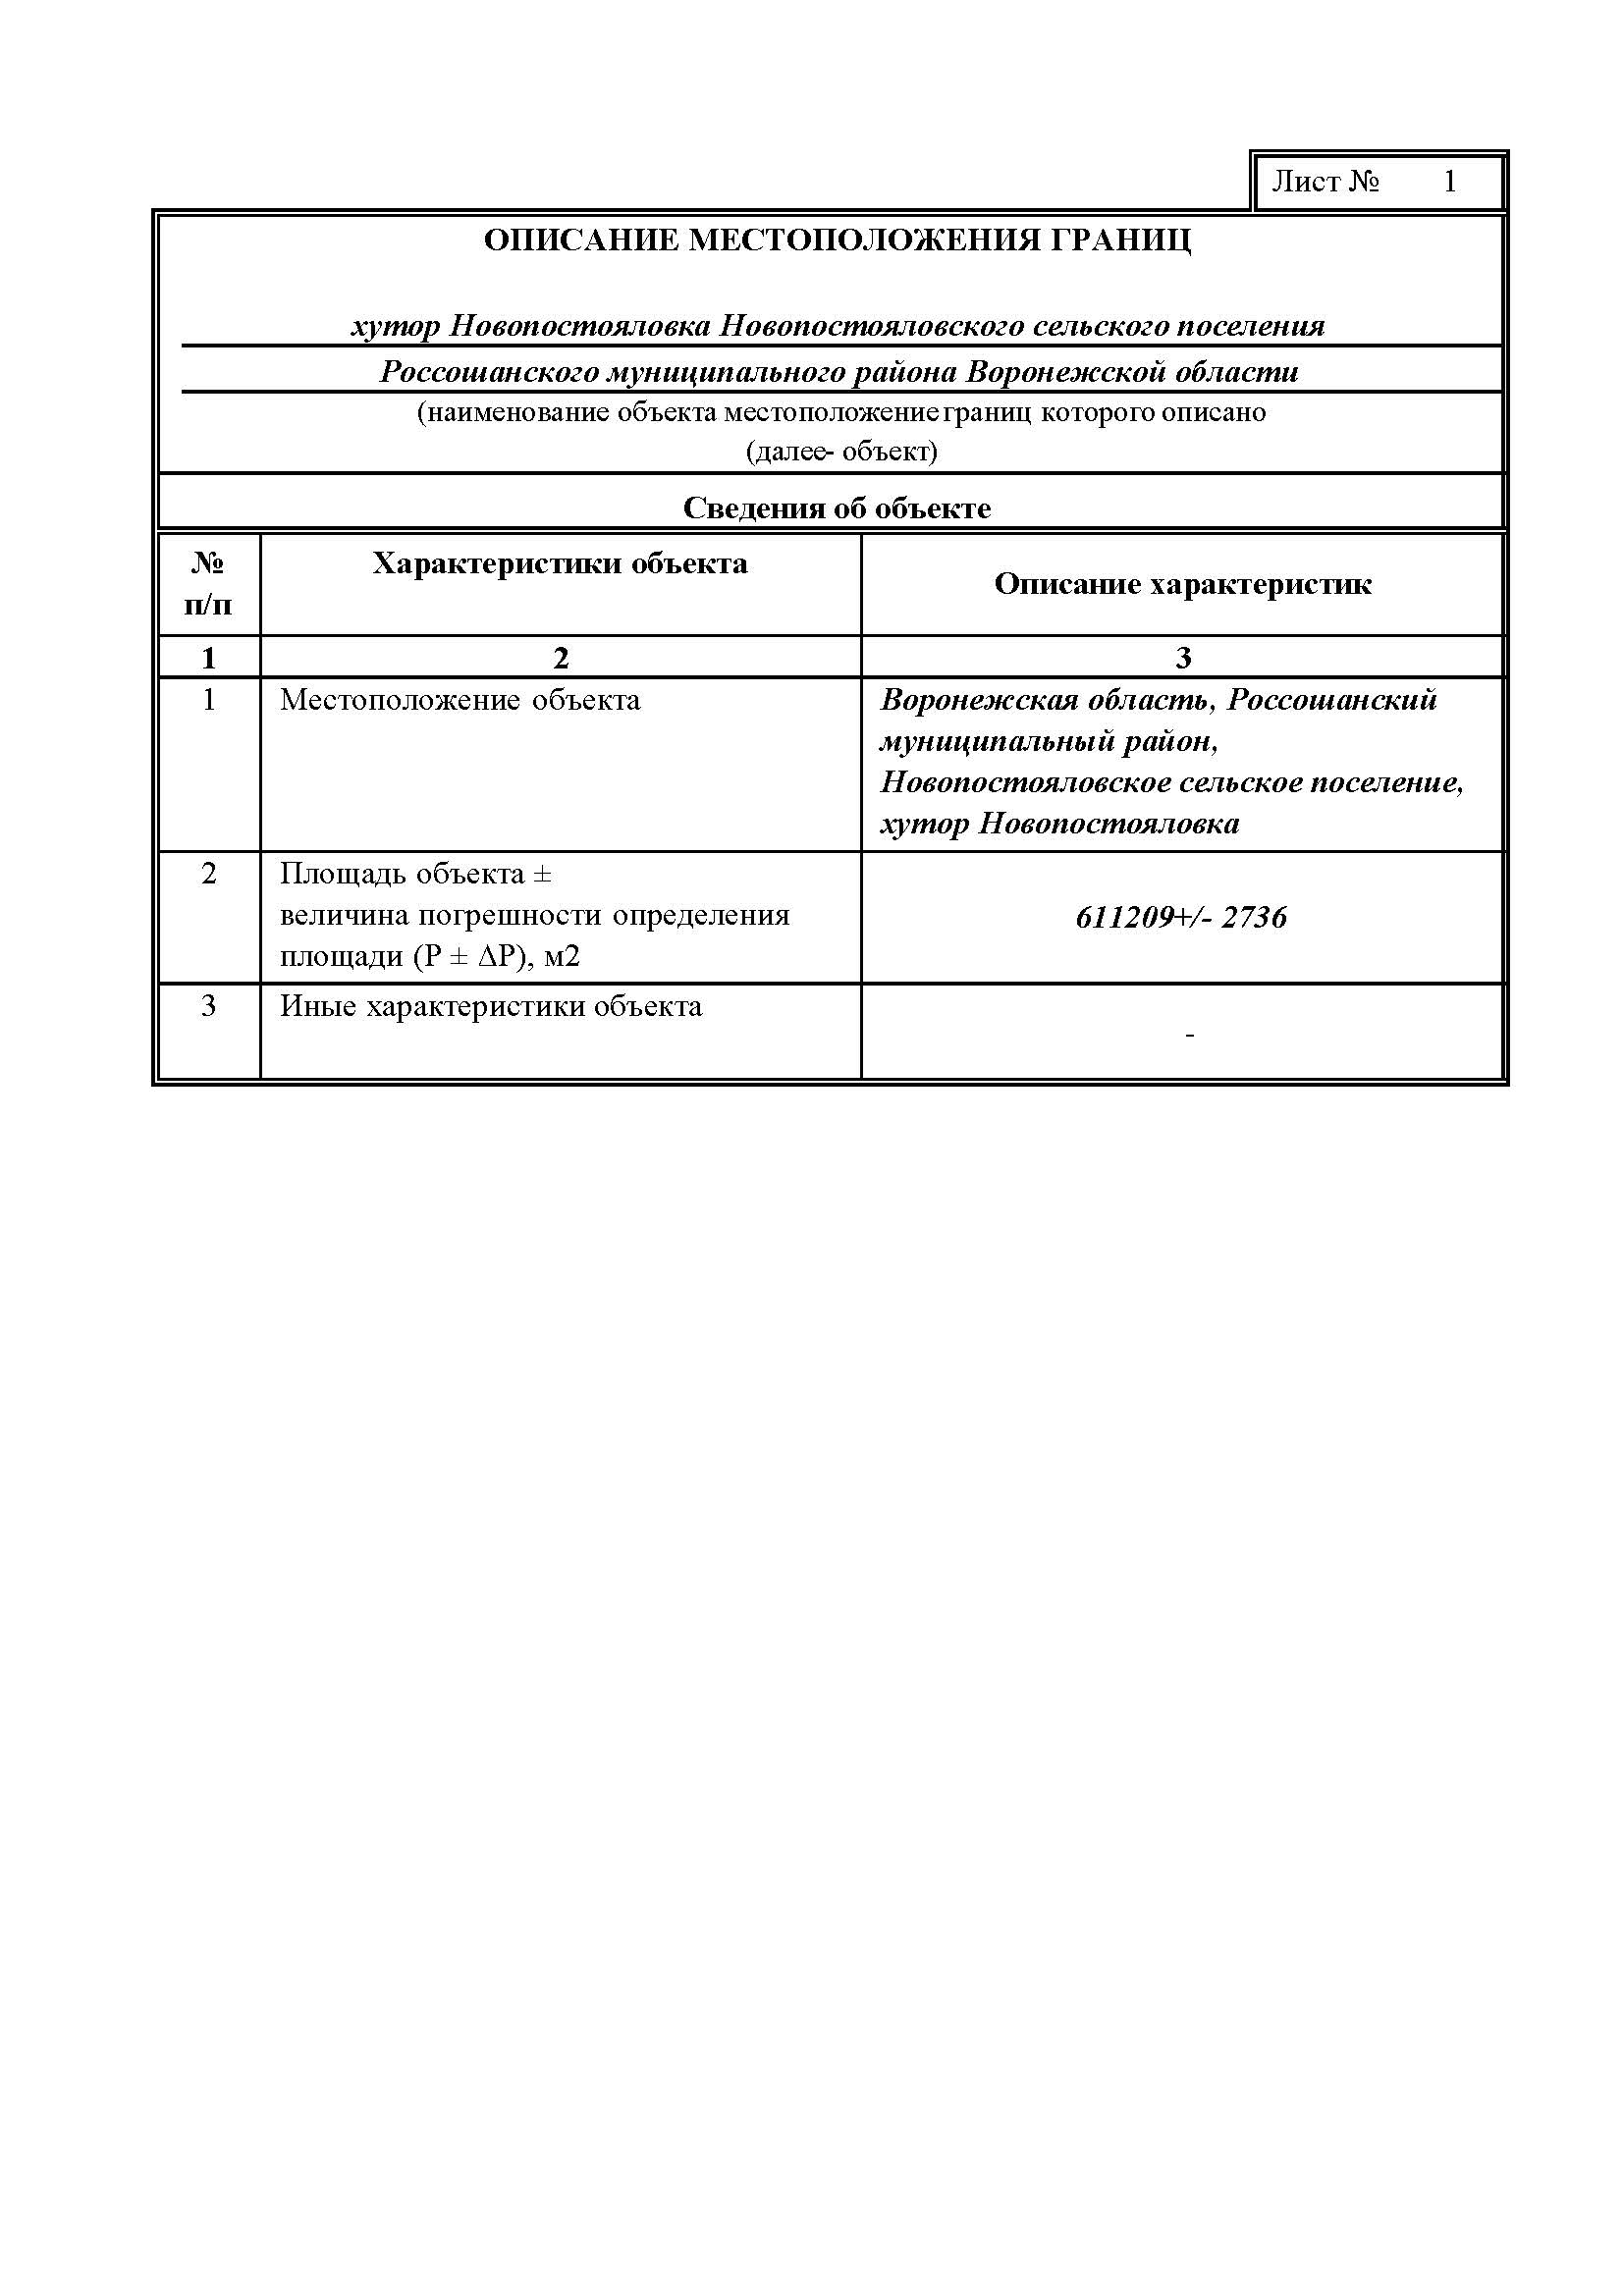 Лист № 1
ОПИСАНИЕ МЕСТОПОЛОЖЕНИЯ ГРАНИЦ
хутор Новопостояловка Новопостояловского сельского поселения
Россошанского муниципального района Воронежской области
(наименование объекта местоположение границ которого описано
(далее- объект)
Сведения об объекте
№
п/п
Характеристики объекта
Описание характеристик
1 2 3
1 Местоположение объекта
Воронежская область, Россошанский
муниципальный район,
Новопостояловское сельское поселение,
хутор Новопостояловка
2 Площадь объекта ±
величина погрешности определения
площади (Р ± ΔР), м2
611209+/- 2736
3 Иные характеристики объекта
-